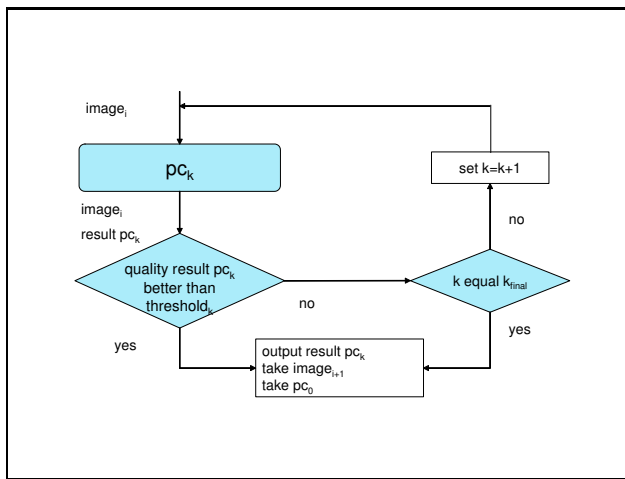 image_i
pc_k
image_i
result pc_k
quality result pc_k
better than
threshold_k
no
yes
set k=k+1
no
k equal k_final
yes
output result pc_k
take image_i+1
take pc_0